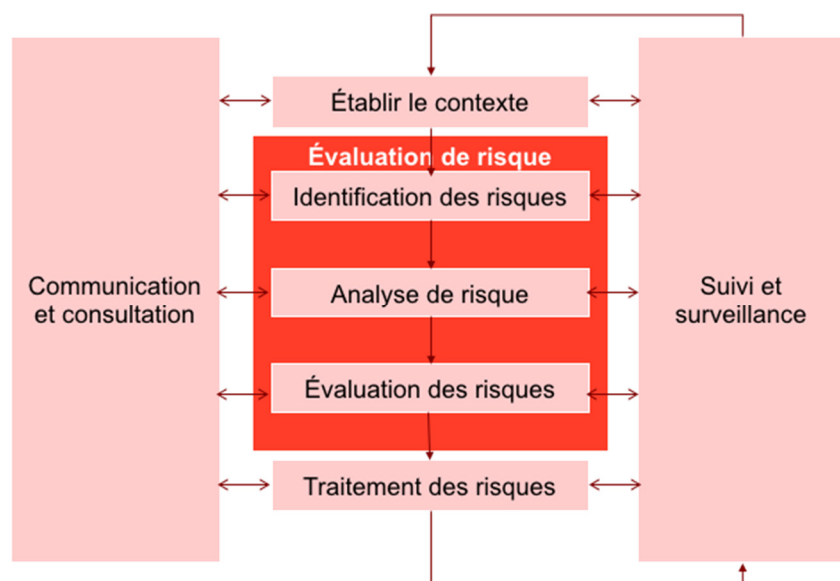 Établir le contexte
Évaluation de risque
Identification des risques
Communication
et consultation
Analyse de risque
Suivi et
surveillance
Évaluation des risques
Traitement des risques